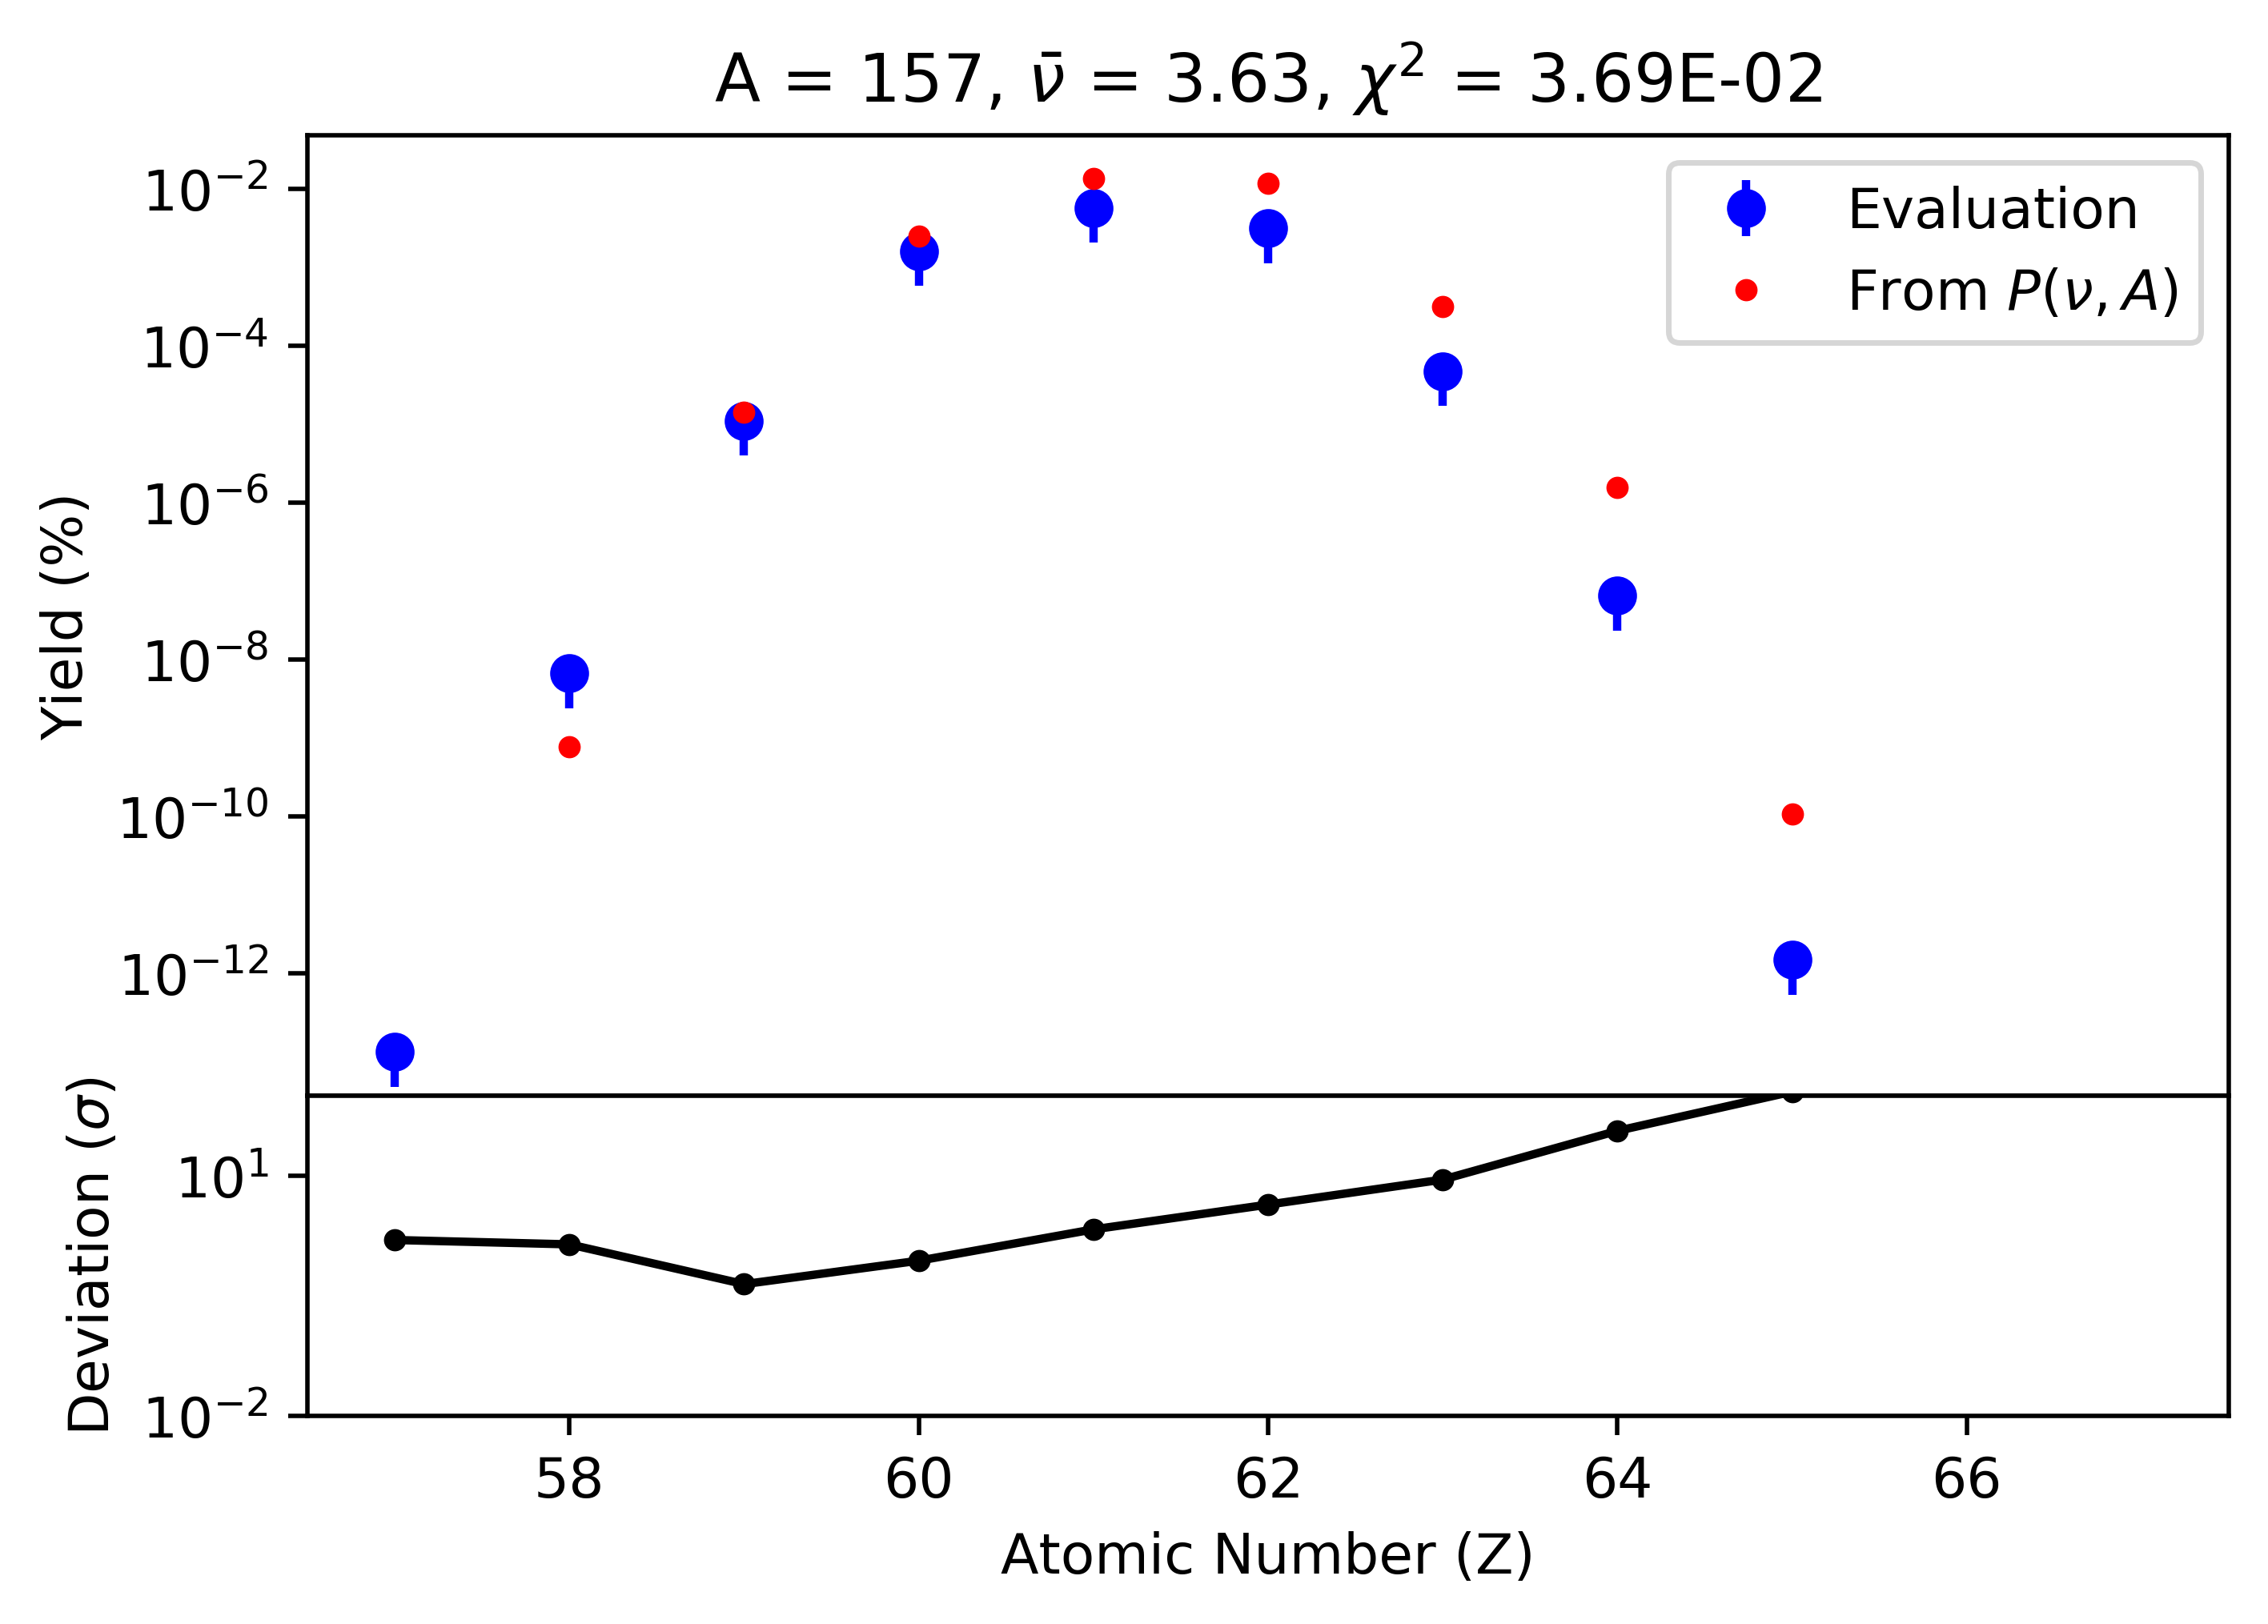 A = 157, ν̄ = 3.63, χ² = 3.69E-02
Evaluation
From P(ν, A)
Yield (%)
10⁻²
10⁻⁴
10⁻⁶
10⁻⁸
10⁻¹⁰
10⁻¹²
Deviation (σ)
10¹
10⁻²
58 60 62 64 66
Atomic Number (Z)